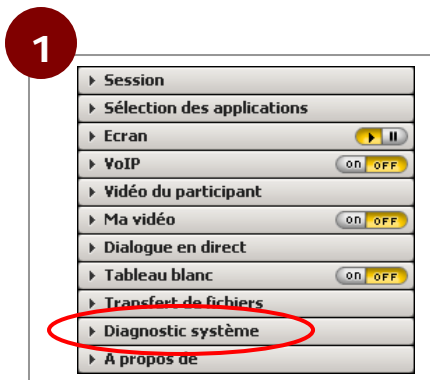 1
Session
Sélection des applications
Ecran
VoIP on OFF
Vidéo du participant
Ma vidéo on OFF
Dialogue en direct
Tableau blanc on OFF
Transfert de fichiers
Diagnostic système
A propos de